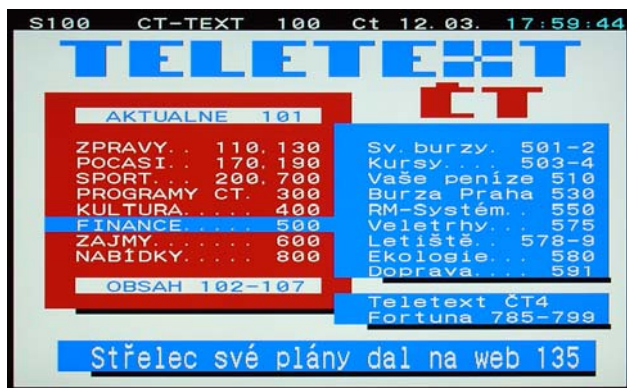 S100 CT-TEXT 100 Ct 12.03. 17:59:44
TELETEXT
ČT
AKTUALNE 101
ZPRAVY.. 110,130
POCASI.. 170,190
SPORT... 200,700
PROGRAMY CT. 300
KULTURA..... 400
FINANCE..... 500
ZAJMY....... 600
NABÍDKY..... 800
OBSAH 102-107
Sv.burzy. 501-2
Kursy.... 503-4
Vaše peníze 510
Burza Praha 530
RM-Systém.. 550
Veletrhy... 575
Letiště.. 578-9
Ekologie... 580
Doprava.... 591
Teletext ČT4
Fortuna 785-799
Střelec své plány dal na web 135